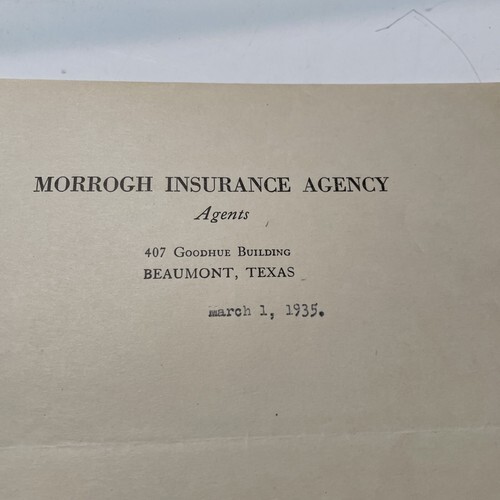 MORROGH INSURANCE AGENCY
Agents
407 GOODHUE BUILDING
BEAUMONT, TEXAS
march 1, 1935.